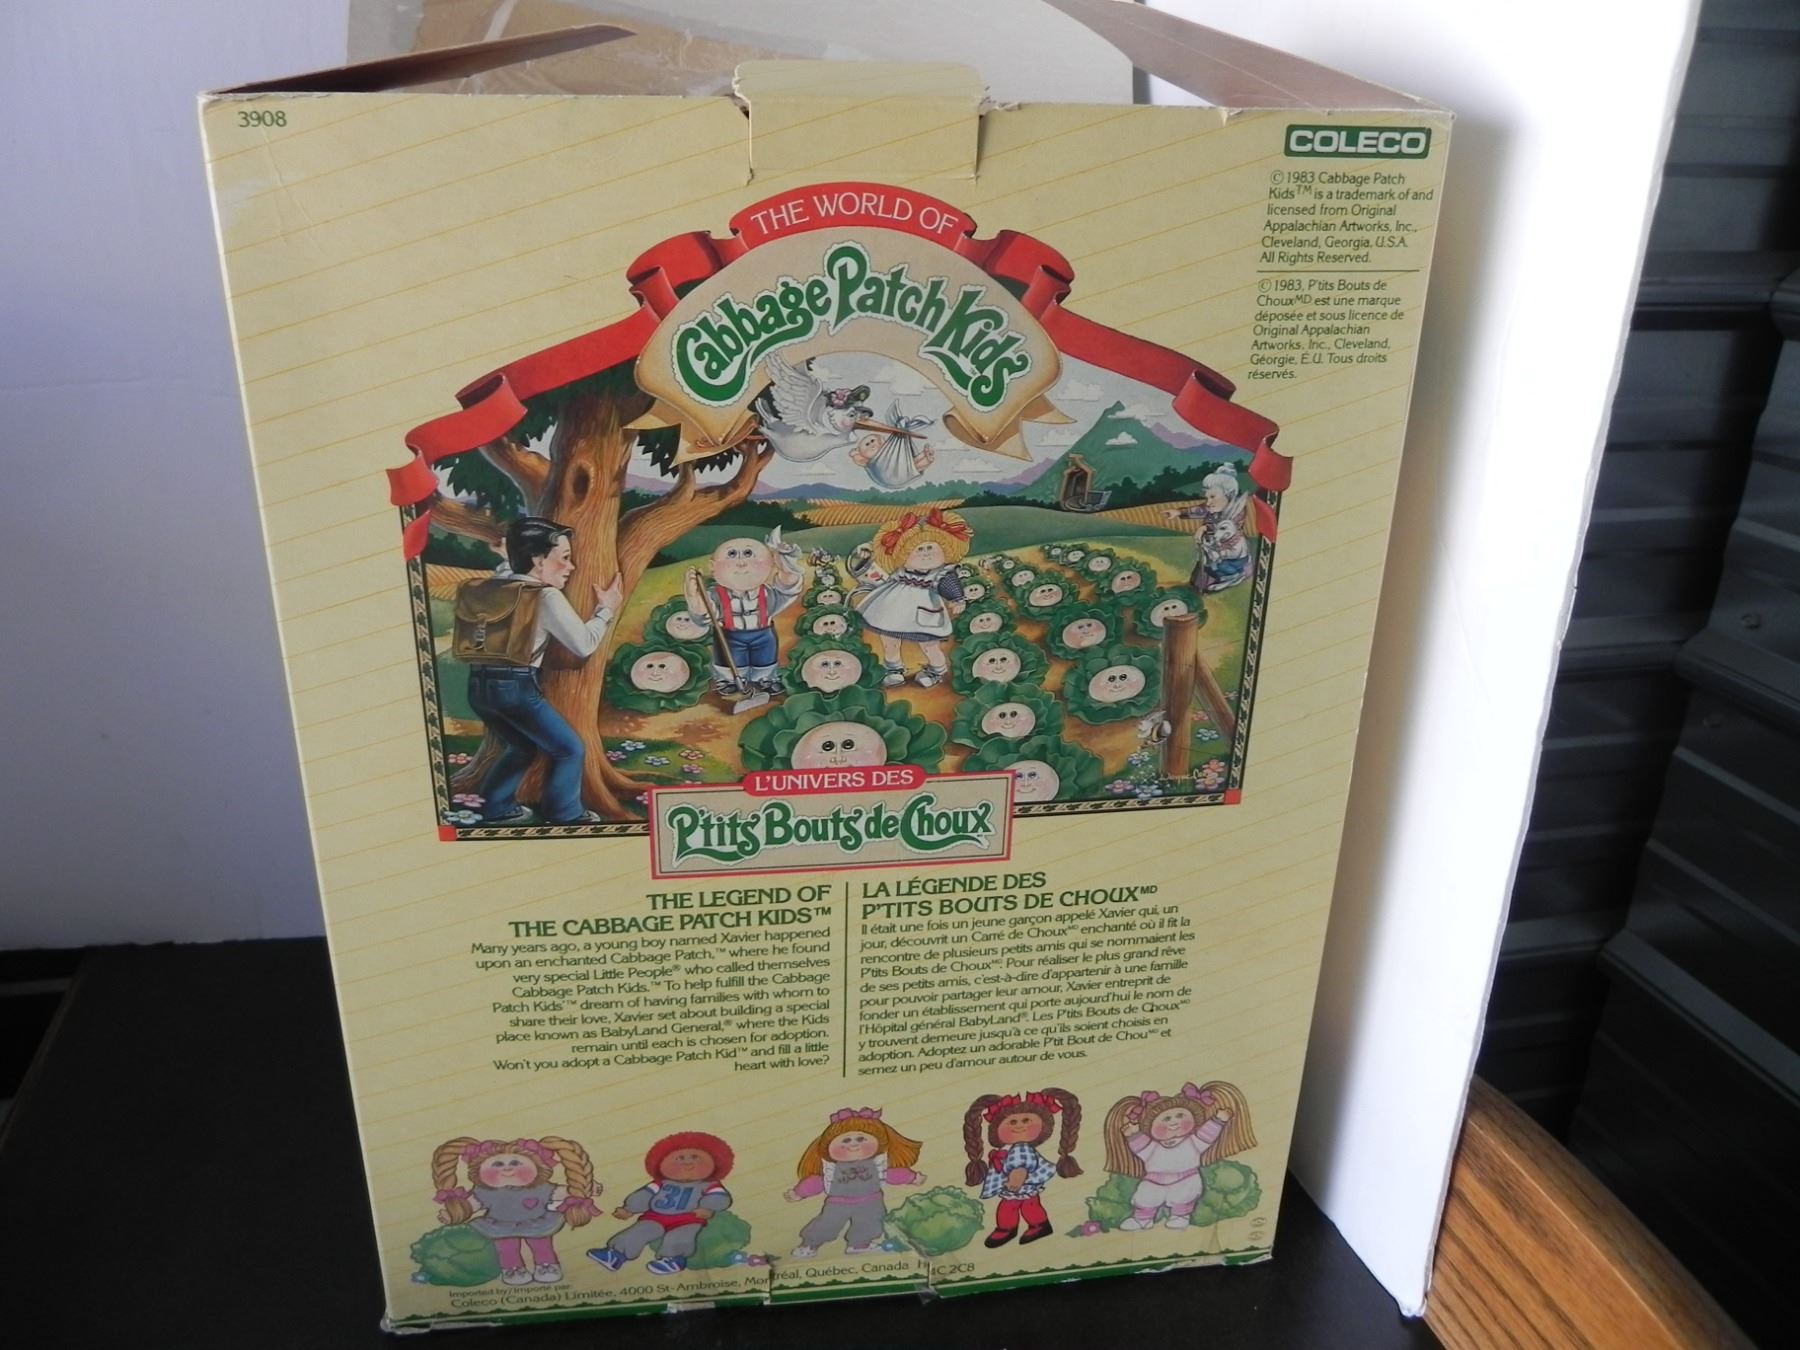 3908
COLECO
© 1983 Cabbage Patch
Kids™ is a trademark of and
licensed from Original
Appalachian Artworks, Inc.,
Cleveland, Georgia, U.S.A.
All Rights Reserved.
© 1983, P'tits Bouts de
Choux MD est une marque
déposée et sous licence de
Original Appalachian
Artworks, Inc., Cleveland,
Géorgie, É.U. Tous droits
réservés.
THE WORLD OF
Cabbage Patch Kids
L'UNIVERS DES
P'tits Bouts de Choux
THE LEGEND OF
THE CABBAGE PATCH KIDS™
Many years ago, a young boy named Xavier happened
upon an enchanted Cabbage Patch,™ where he found
very special Little People® who called themselves
Cabbage Patch Kids.™ To help fulfill the Cabbage
Patch Kids'™ dream of having families with whom to
share their love, Xavier set about building a special
place known as BabyLand General,® where the Kids
remain until each is chosen for adoption.
Won't you adopt a Cabbage Patch Kid™ and fill a little
heart with love?
LA LÉGENDE DES
P'TITS BOUTS DE CHOUX MD
Il était une fois un jeune garçon appelé Xavier qui, un
jour, découvrit un Carré de Choux MD enchanté où il fit la
rencontre de plusieurs petits amis qui se nommaient les
P'tits Bouts de Choux MD. Pour réaliser le plus grand rêve
de ses petits amis, c'est-à-dire d'appartenir à une famille
pour pouvoir partager leur amour, Xavier entreprit de
fonder un établissement qui porte aujourd'hui le nom de
l'Hôpital général BabyLand®. Les P'tits Bouts de Choux MD
y trouvent demeure jusqu'à ce qu'ils soient choisis en
adoption. Adoptez un adorable P'tit Bout de Chou MD et
semez un peu d'amour autour de vous.
31
Imported by/Importé par:
Coleco (Canada) Limitée, 4000 St-Ambroise, Montréal, Québec, Canada H4C 2C8